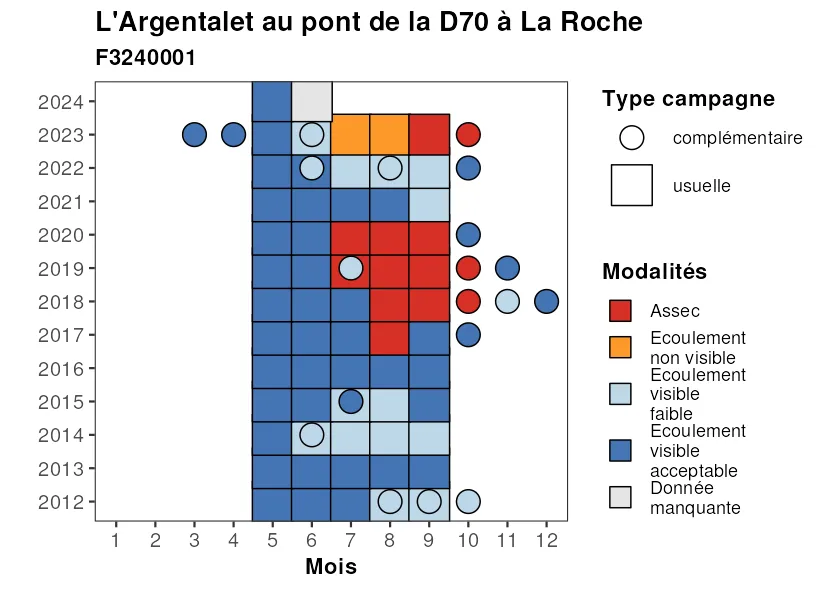 L'Argentalet au pont de la D70 à La Roche
F3240001
2024
2023
2022
2021
2020
2019
2018
2017
2016
2015
2014
2013
2012
1 2 3 4 5 6 7 8 9 10 11 12
Mois
Type campagne
complémentaire
usuelle
Modalités
Assec
Ecoulement
non visible
Ecoulement
visible
faible
Ecoulement
visible
acceptable
Donnée
manquante